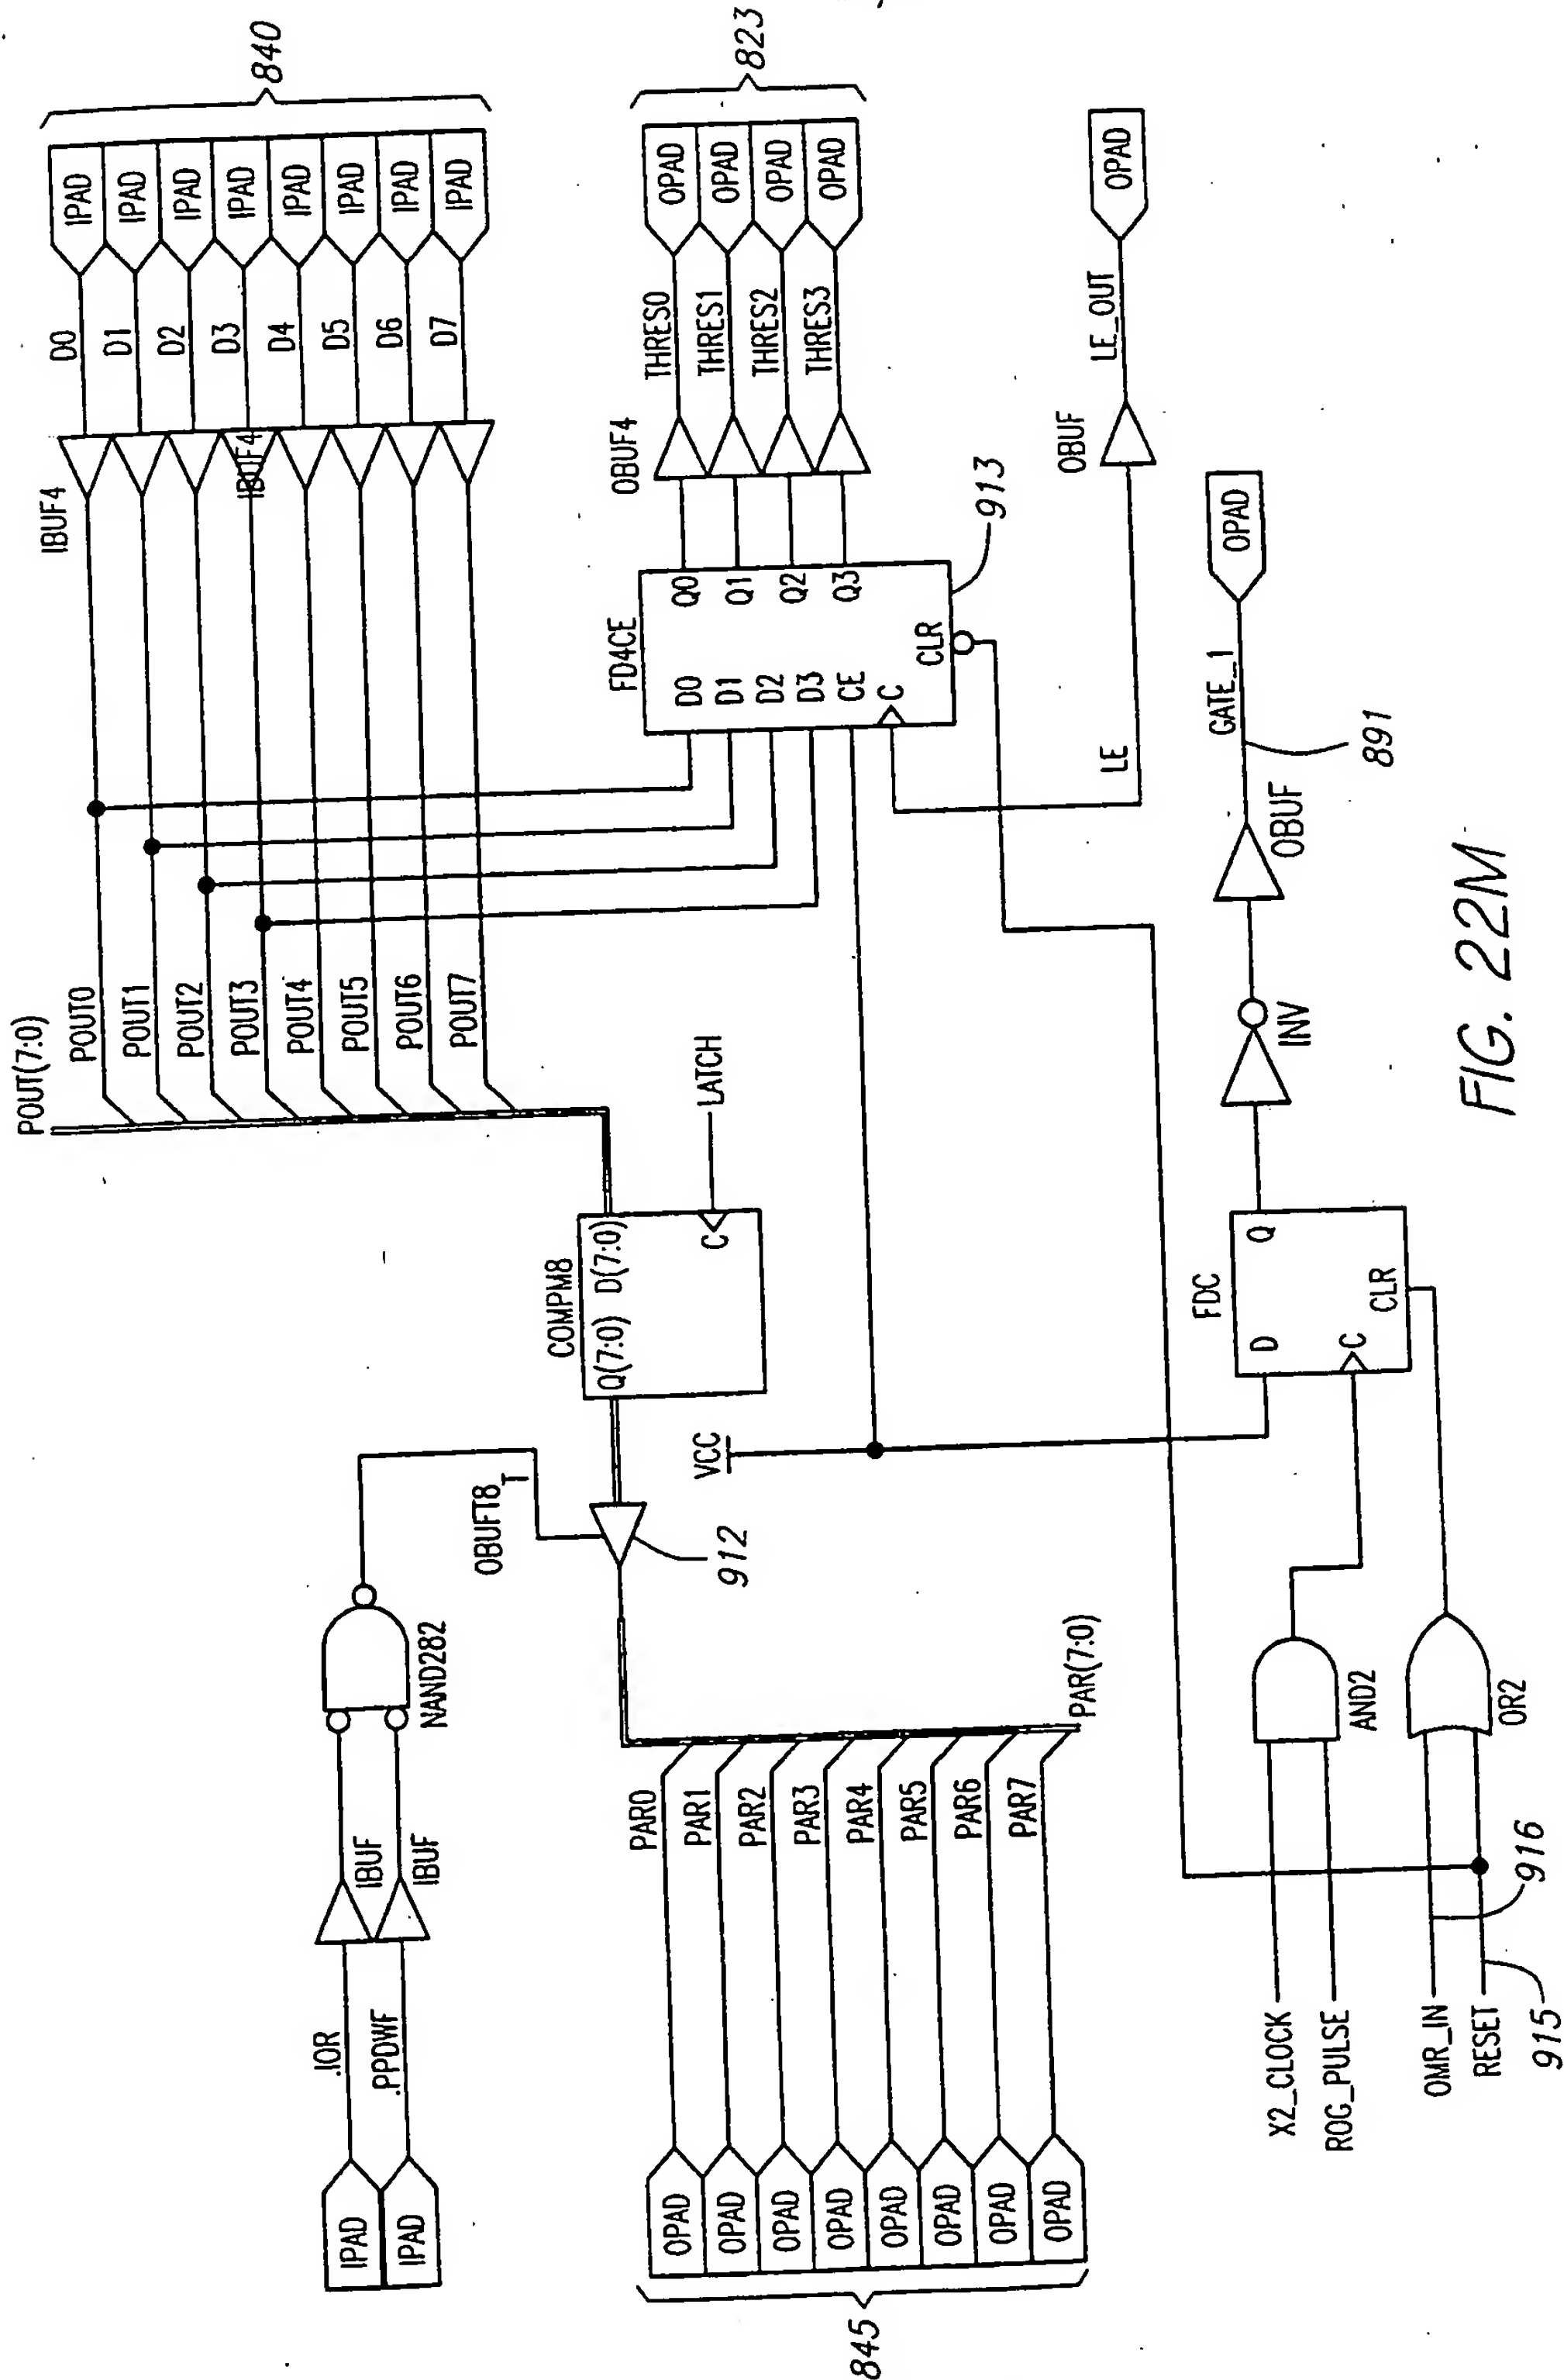 POUT(7:0)
POUT0
POUT1
POUT2
POUT3
POUT4
POUT5
POUT6
POUT7
IBUF4
IBUF4
D0
D1
D2
D3
D4
D5
D6
D7
IPAD
IPAD
IPAD
IPAD
IPAD
IPAD
IPAD
IPAD
840
IPAD
IPAD
.IOR
.PPDWF
IBUF
IBUF
NAND282
OBUFT8
T
912
COMPM8
Q(7:0) D(7:0)
C
LATCH
VCC
FD4CE
D0
D1
D2
D3
CE
C
CLR
Q0
Q1
Q2
Q3
913
OBUF4
THRES0
THRES1
THRES2
THRES3
OPAD
OPAD
OPAD
OPAD
823
845
OPAD
OPAD
OPAD
OPAD
OPAD
OPAD
OPAD
OPAD
PAR0
PAR1
PAR2
PAR3
PAR4
PAR5
PAR6
PAR7
PAR(7:0)
LE
OBUF
LE_OUT
OPAD
X2_CLOCK
ROG_PULSE
OMR_IN
RESET
915
916
AND2
OR2
FDC
D
Q
C
CLR
INV
OBUF
GATE_1
891
OPAD
FIG. 22M